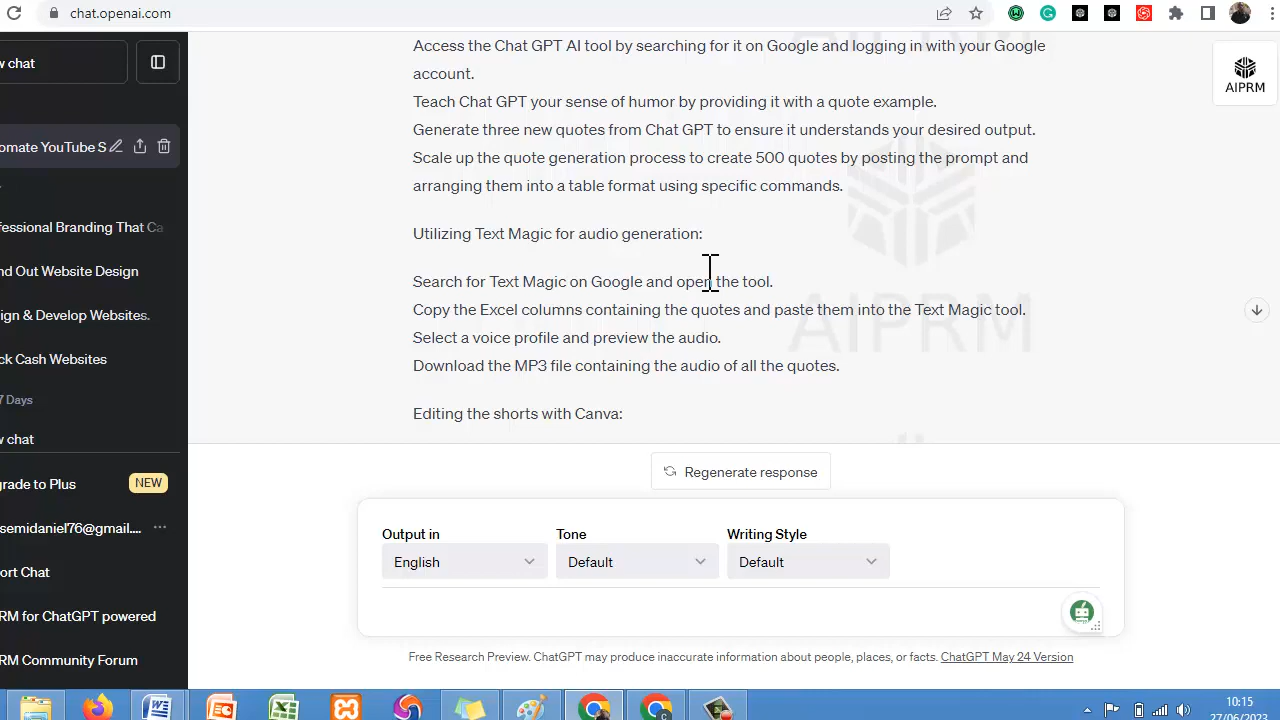 chat.openai.com
w chat
omate YouTube S
fessional Branding That Ca
nd Out Website Design
ign & Develop Websites.
ck Cash Websites
7 Days
w chat
grade to Plus NEW
semidaniel76@gmail.... ...
ort Chat
RM for ChatGPT powered
RM Community Forum
Access the Chat GPT AI tool by searching for it on Google and logging in with your Google
account.
Teach Chat GPT your sense of humor by providing it with a quote example.
Generate three new quotes from Chat GPT to ensure it understands your desired output.
Scale up the quote generation process to create 500 quotes by posting the prompt and
arranging them into a table format using specific commands.
Utilizing Text Magic for audio generation:
Search for Text Magic on Google and open the tool.
Copy the Excel columns containing the quotes and paste them into the Text Magic tool.
Select a voice profile and preview the audio.
Download the MP3 file containing the audio of all the quotes.
Editing the shorts with Canva:
AIPRM
AIPRM
Regenerate response
Output in Tone Writing Style
English Default Default
Free Research Preview. ChatGPT may produce inaccurate information about people, places, or facts. ChatGPT May 24 Version
10:15
27/06/2023